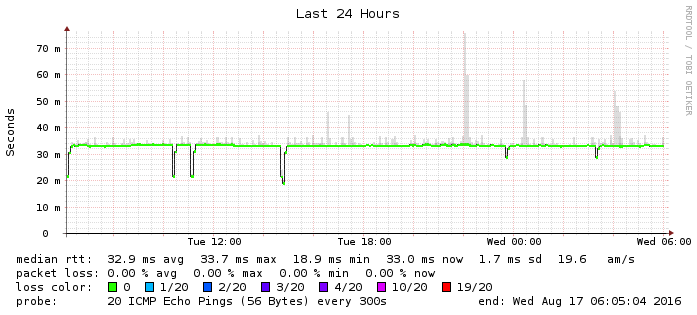 Last 24 Hours
RRDTOOL / TOBI OETIKER
Seconds
70 m
60 m
50 m
40 m
30 m
20 m
10 m
0
Tue 12:00 Tue 18:00 Wed 00:00 Wed 06:00
median rtt: 32.9 ms avg 33.7 ms max 18.9 ms min 33.0 ms now 1.7 ms sd 19.6 am/s
packet loss: 0.00 % avg 0.00 % max 0.00 % min 0.00 % now
loss color: 0 1/20 2/20 3/20 4/20 10/20 19/20
probe: 20 ICMP Echo Pings (56 Bytes) every 300s end: Wed Aug 17 06:05:04 2016